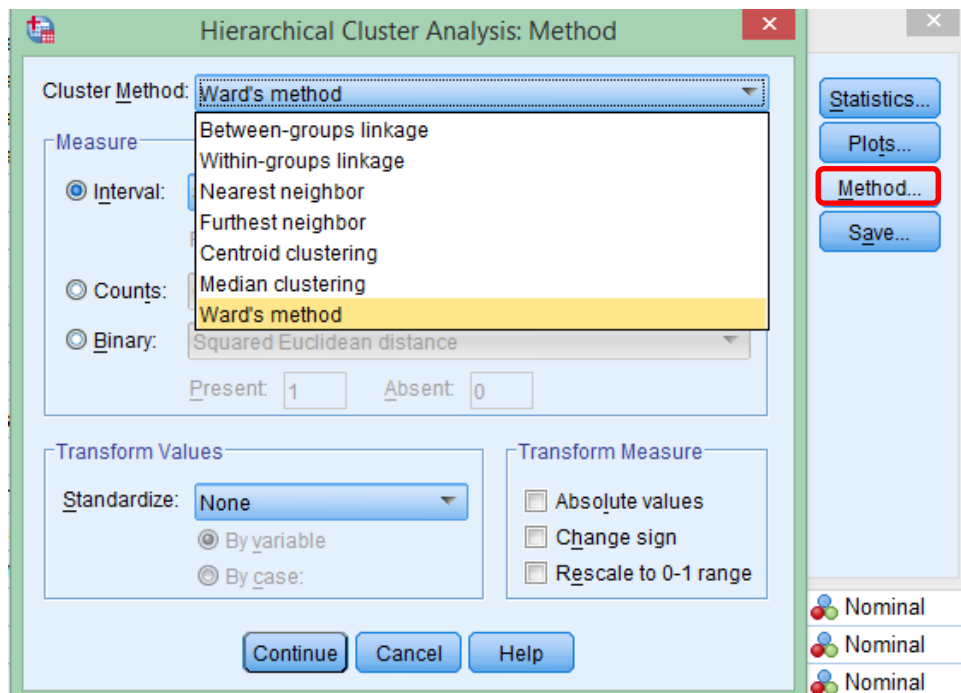 Hierarchical Cluster Analysis: Method
Cluster Method: Ward's method
Between-groups linkage
Within-groups linkage
Nearest neighbor
Furthest neighbor
Centroid clustering
Median clustering
Ward's method
Measure
Interval:
Counts:
Binary: Squared Euclidean distance
Present: 1 Absent: 0
Transform Values
Standardize: None
By variable
By case:
Transform Measure
Absolute values
Change sign
Rescale to 0-1 range
Continue Cancel Help
Statistics...
Plots...
Method...
Save...
Nominal
Nominal
Nominal